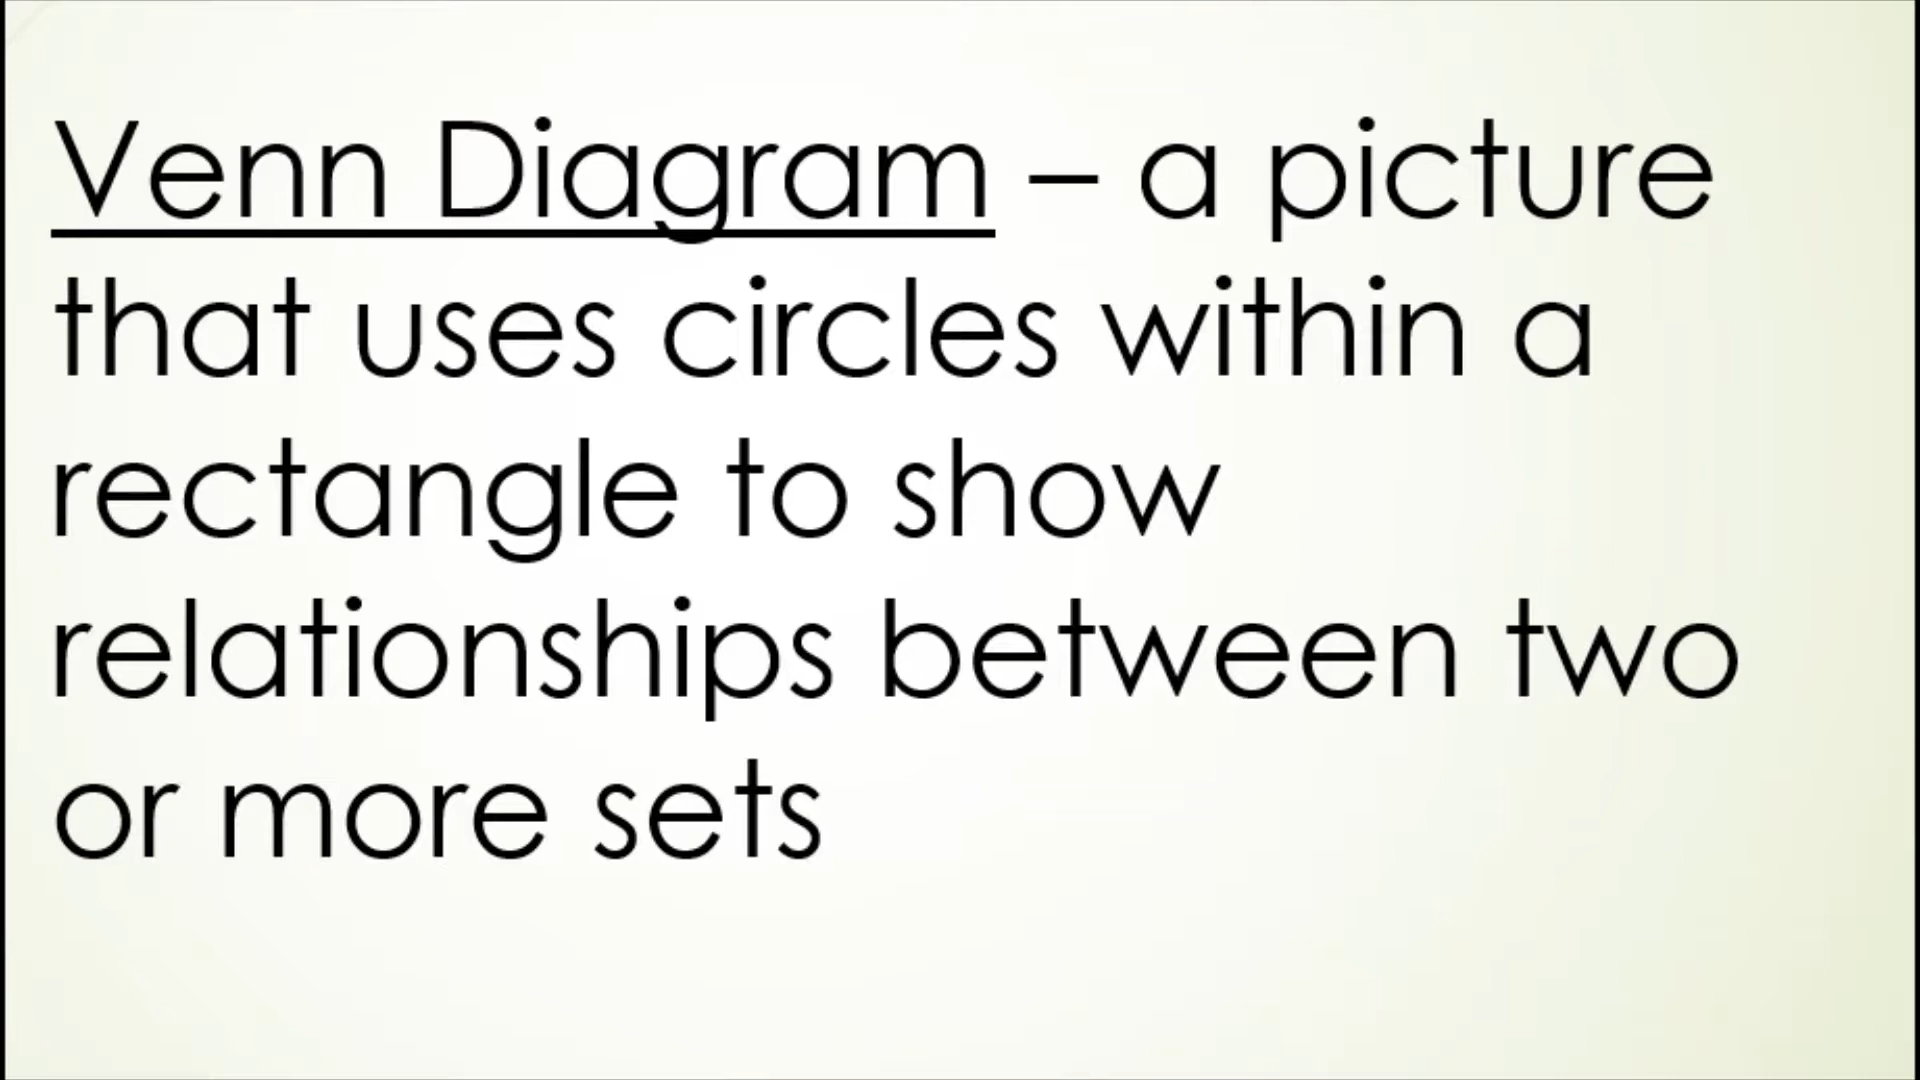 Venn Diagram – a picture
that uses circles within a
rectangle to show
relationships between two
or more sets